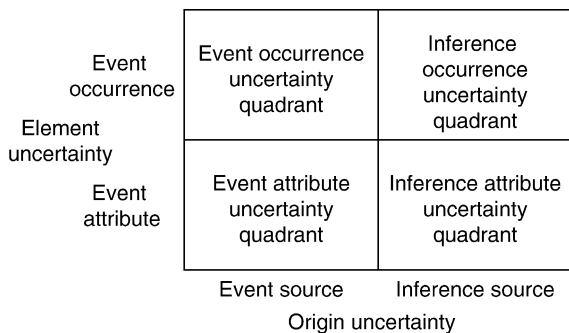 Event
occurrence
Element
uncertainty
Event
attribute
Event occurrence
uncertainty
quadrant
Inference
occurrence
uncertainty
quadrant
Event attribute
uncertainty
quadrant
Inference attribute
uncertainty
quadrant
Event source
Inference source
Origin uncertainty